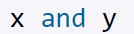 x and y